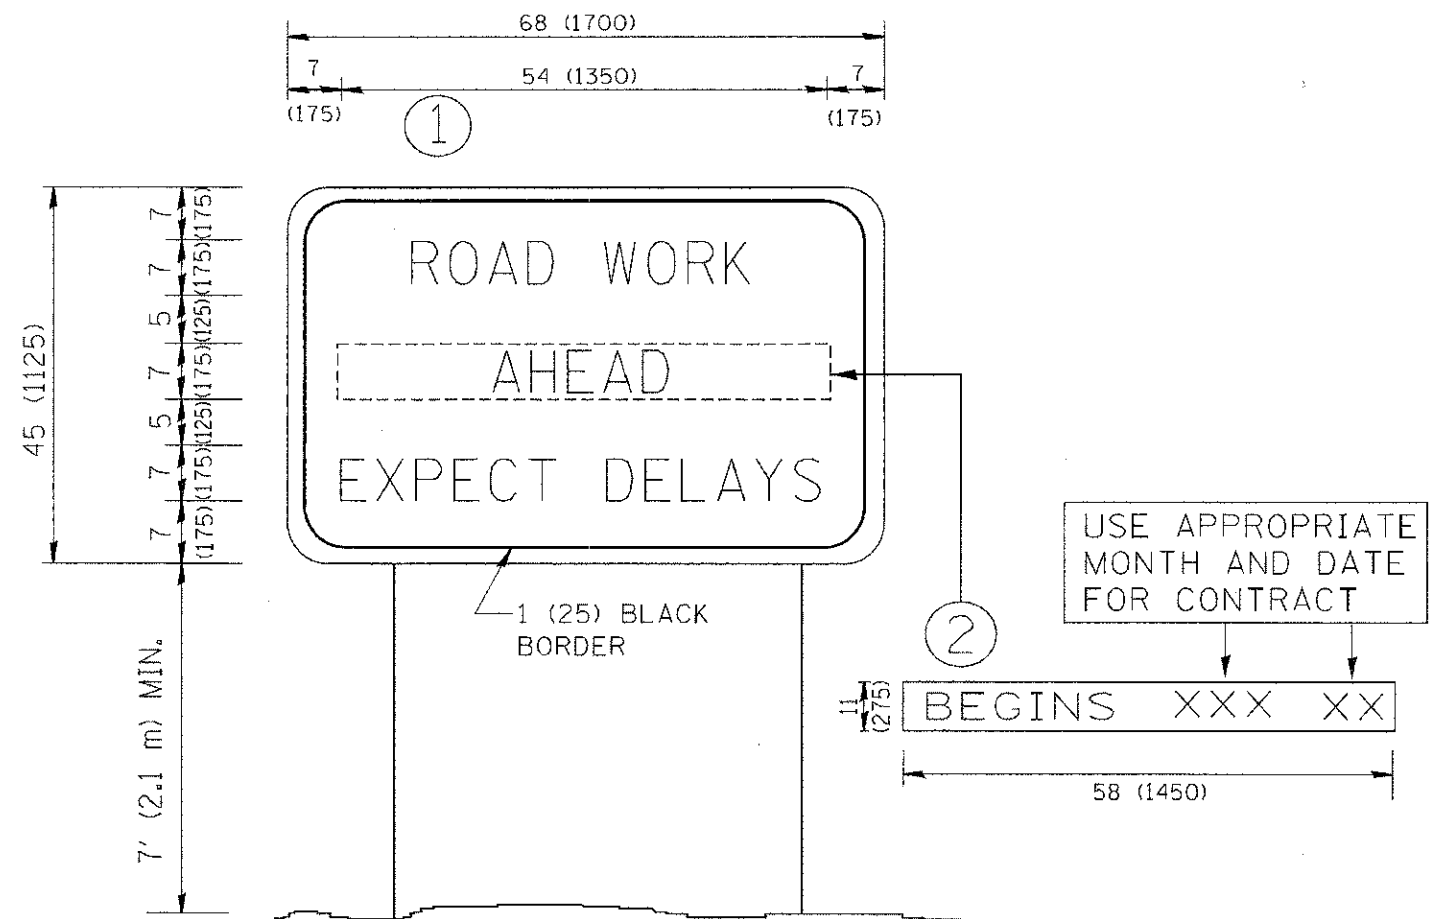 68 (1700)
7
54 (1350)
7
(175)
(175)
1
45 (1125)
7
(175)
7
(175)
5
(125)
7
(175)
5
(125)
7
(175)
7
(175)
ROAD WORK
AHEAD
EXPECT DELAYS
1 (25) BLACK
BORDER
7' (2.1 m) MIN.
USE APPROPRIATE
MONTH AND DATE
FOR CONTRACT
2
11
(275)
BEGINS XXX XX
58 (1450)